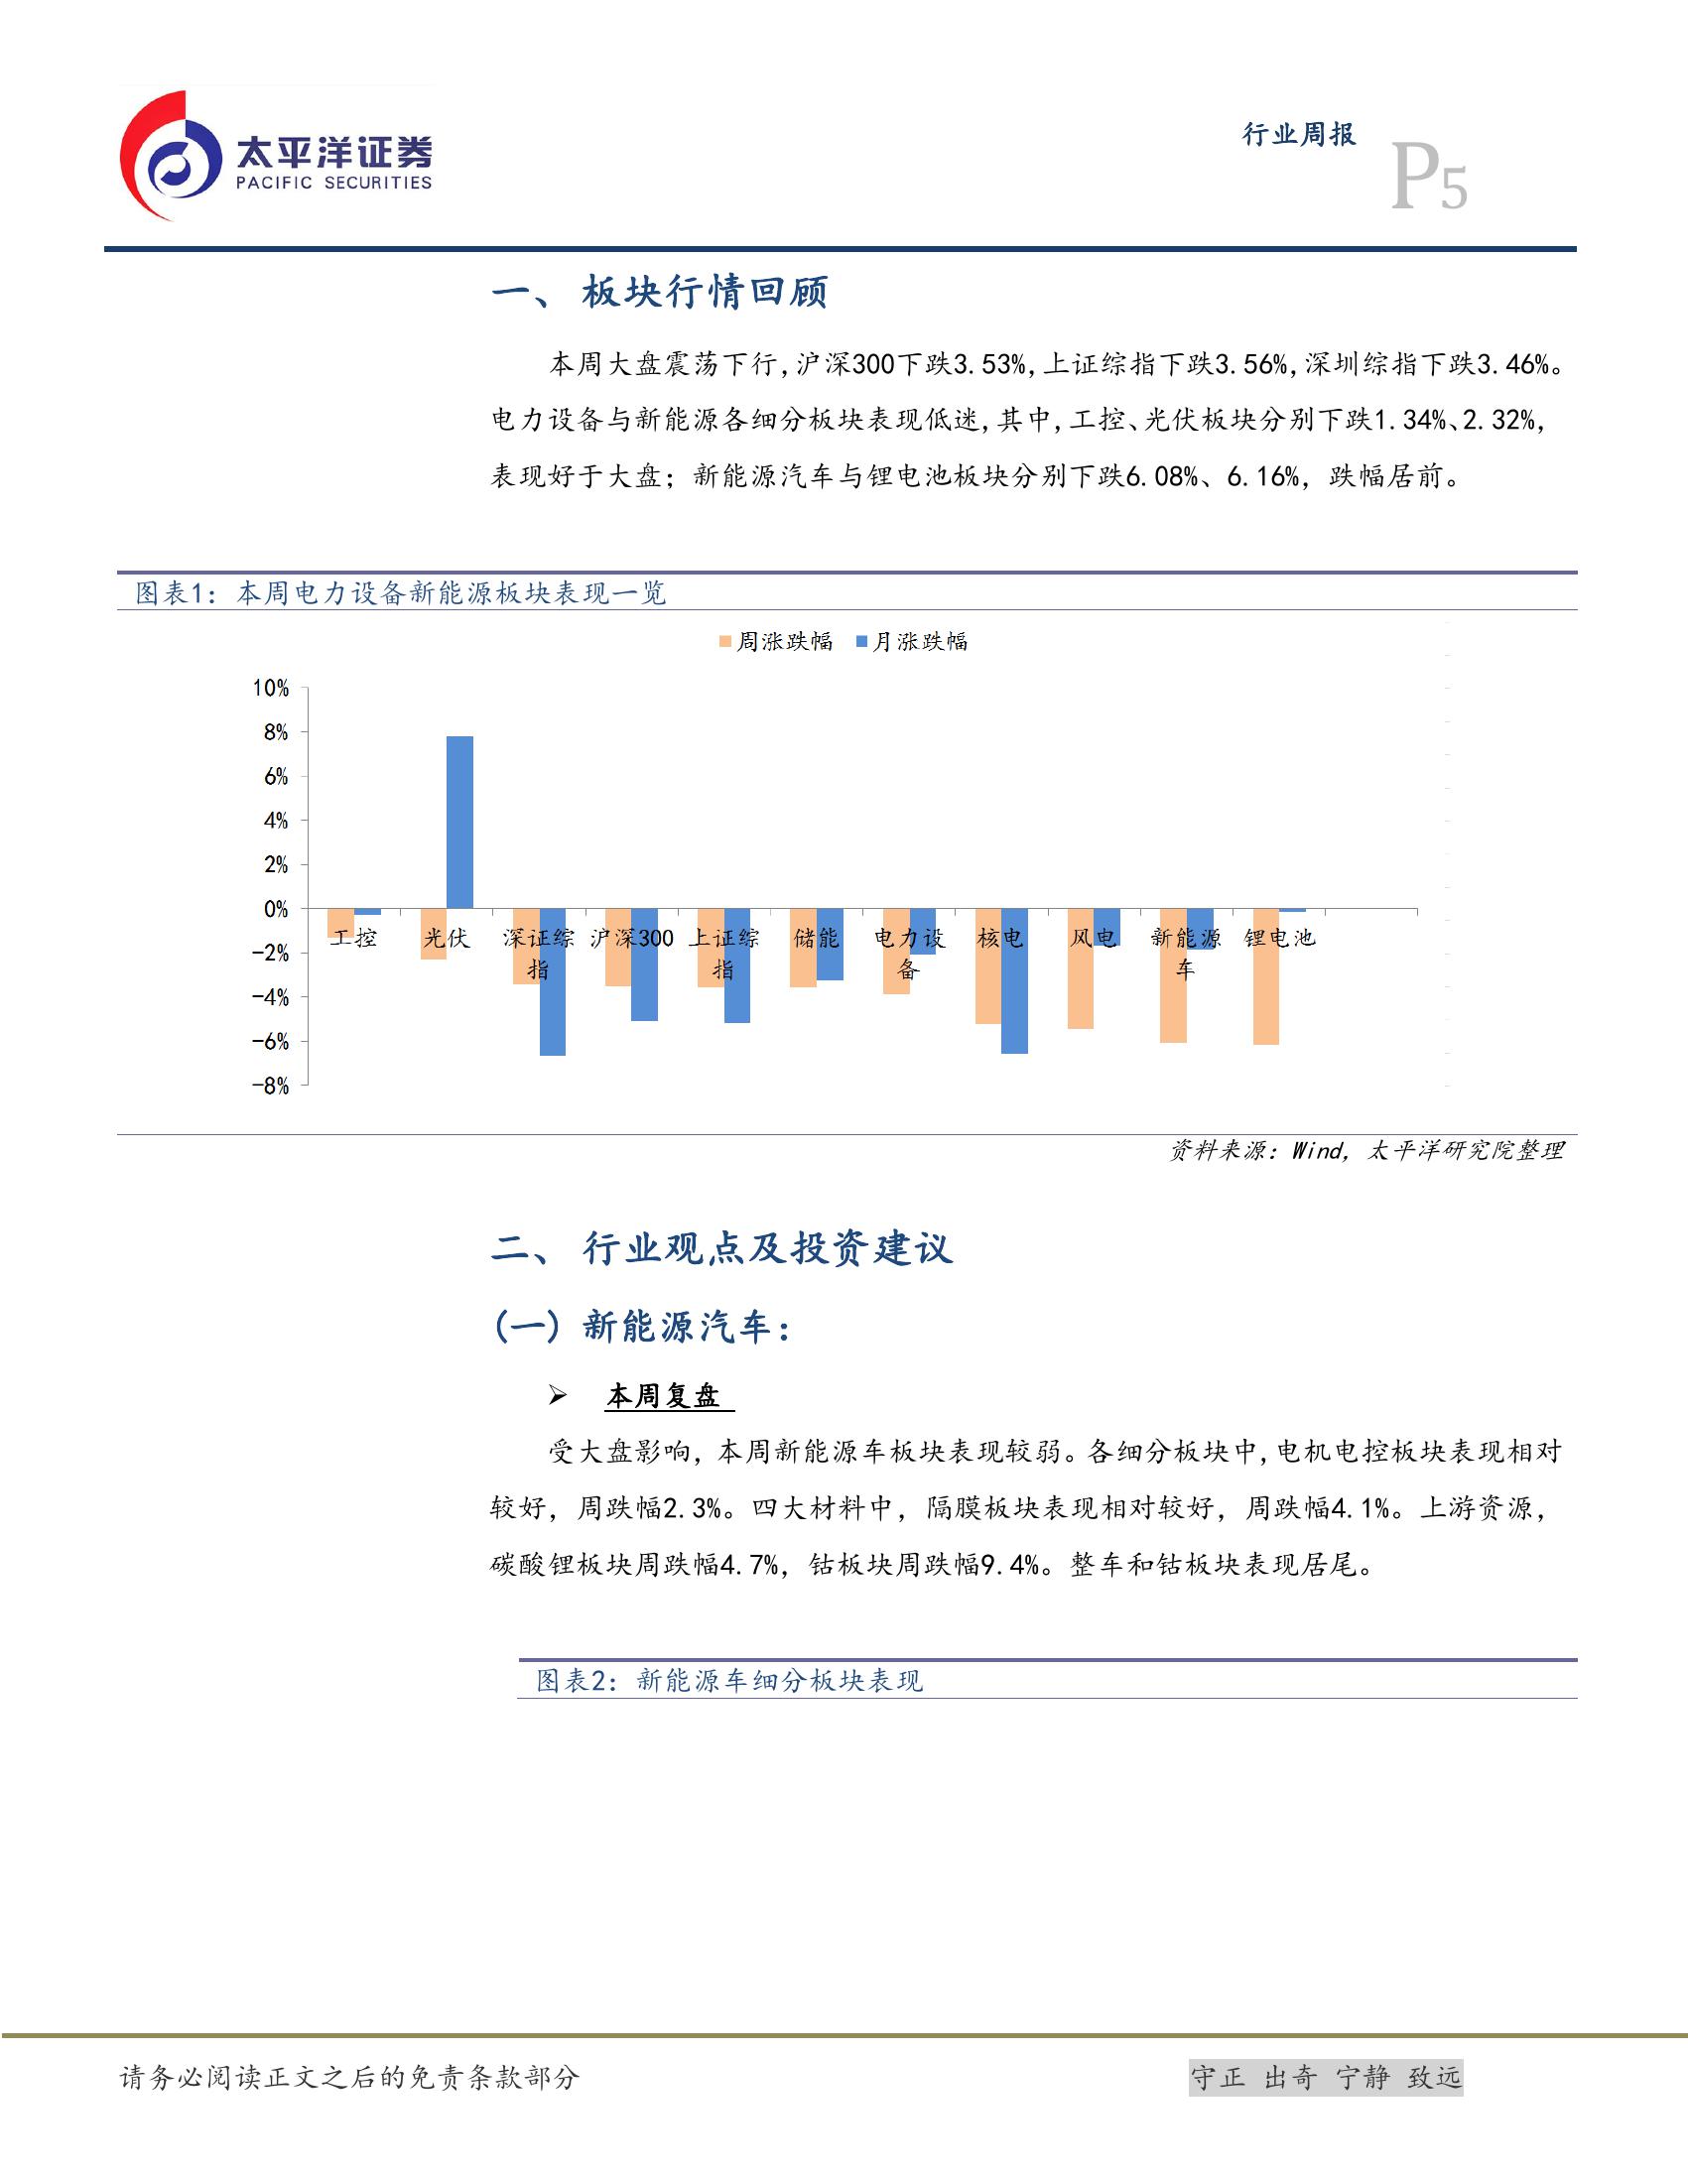 太平洋证券
PACIFIC SECURITIES
行业周报
P5
一、 板块行情回顾
本周大盘震荡下行,沪深300下跌3.53%,上证综指下跌3.56%,深圳综指下跌3.46%。
电力设备与新能源各细分板块表现低迷,其中,工控、光伏板块分别下跌1.34%、2.32%,
表现好于大盘；新能源汽车与锂电池板块分别下跌6.08%、6.16%，跌幅居前。
图表1：本周电力设备新能源板块表现一览
周涨跌幅 月涨跌幅
10%
8%
6%
4%
2%
0%
-2%
-4%
-6%
-8%
工控 光伏 深证综 沪深300 上证综 储能 电力设 核电 风电 新能源 锂电池
指 指 备 车
资料来源：Wind，太平洋研究院整理
二、 行业观点及投资建议
(一) 新能源汽车：
➢ 本周复盘
受大盘影响，本周新能源车板块表现较弱。各细分板块中,电机电控板块表现相对
较好，周跌幅2.3%。四大材料中，隔膜板块表现相对较好，周跌幅4.1%。上游资源，
碳酸锂板块周跌幅4.7%，钴板块周跌幅9.4%。整车和钴板块表现居尾。
图表2：新能源车细分板块表现
请务必阅读正文之后的免责条款部分
守正 出奇 宁静 致远